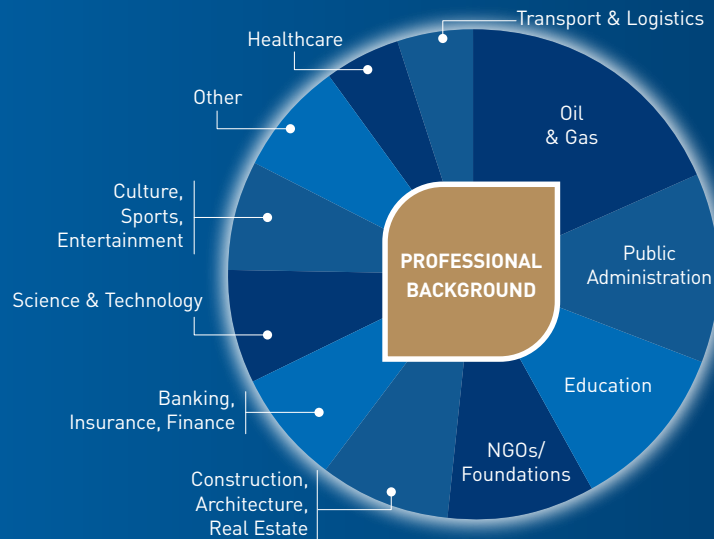 Transport & Logistics
Healthcare
Oil
& Gas
Other
Culture,
Sports,
Entertainment
Public
Administration
PROFESSIONAL
BACKGROUND
Science & Technology
Education
Banking,
Insurance, Finance
NGOs/
Foundations
Construction,
Architecture,
Real Estate